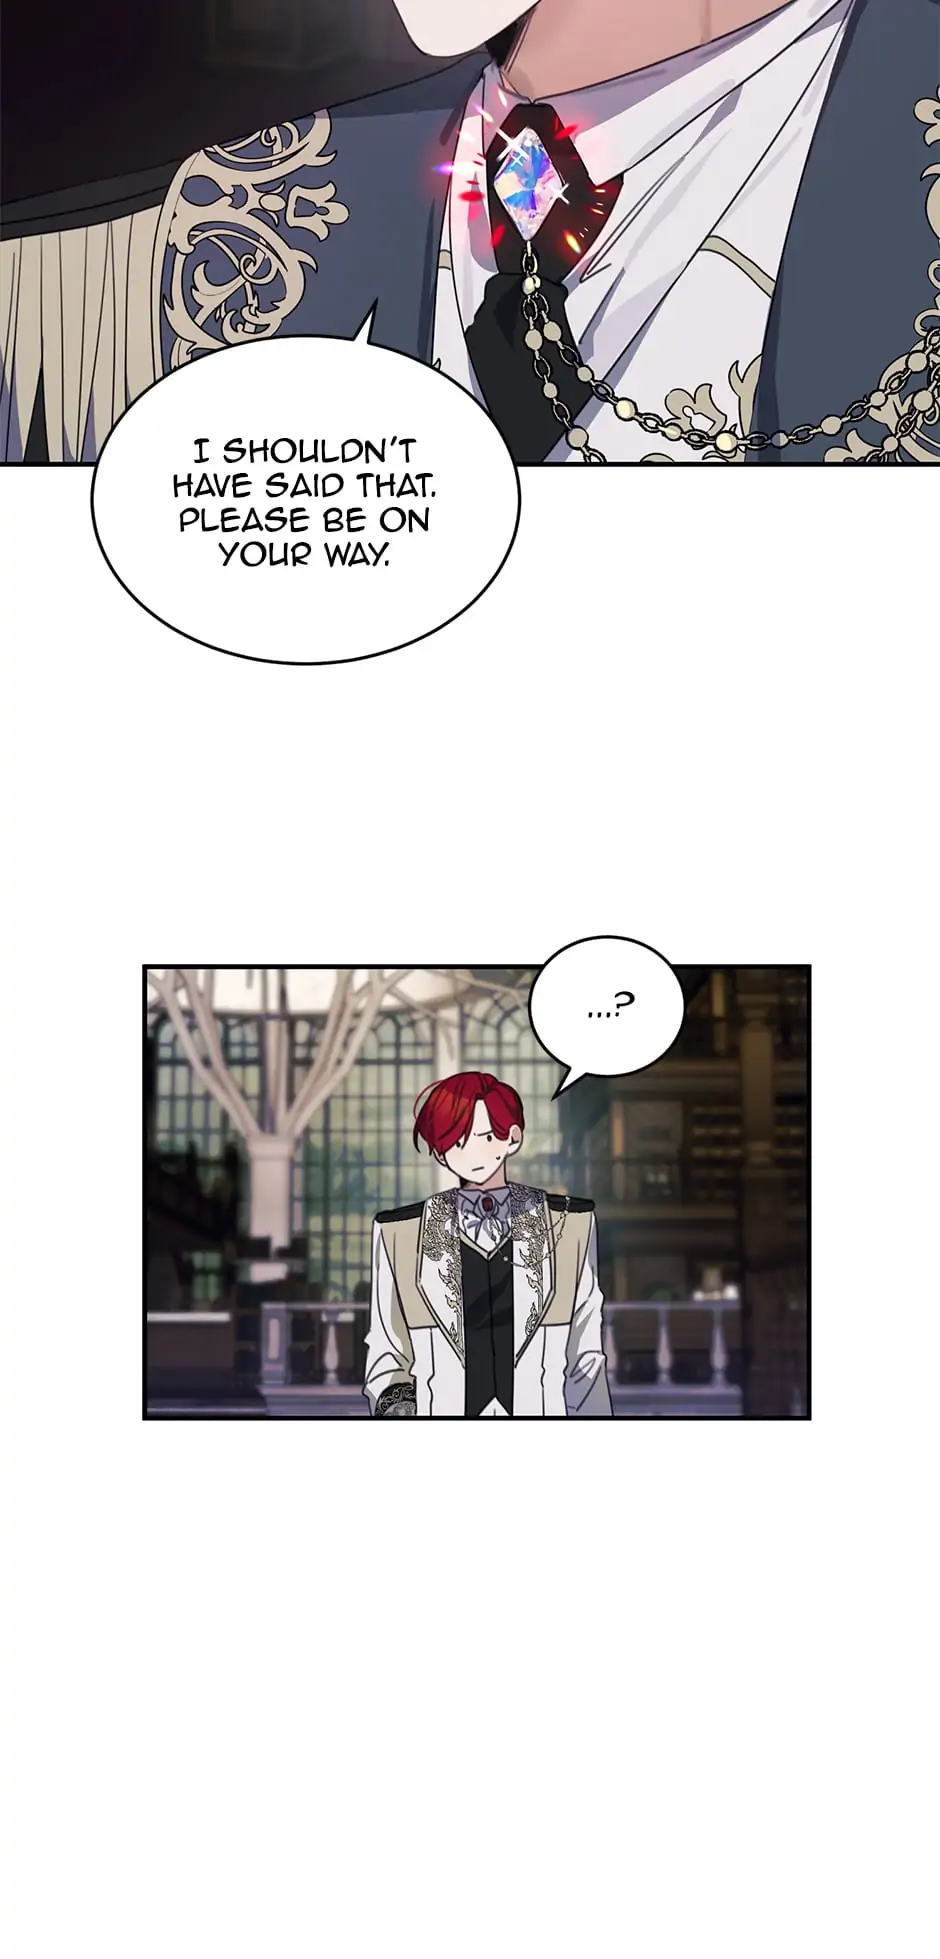 I SHOULDN'T
HAVE SAID THAT.
PLEASE BE ON
YOUR WAY.
...?